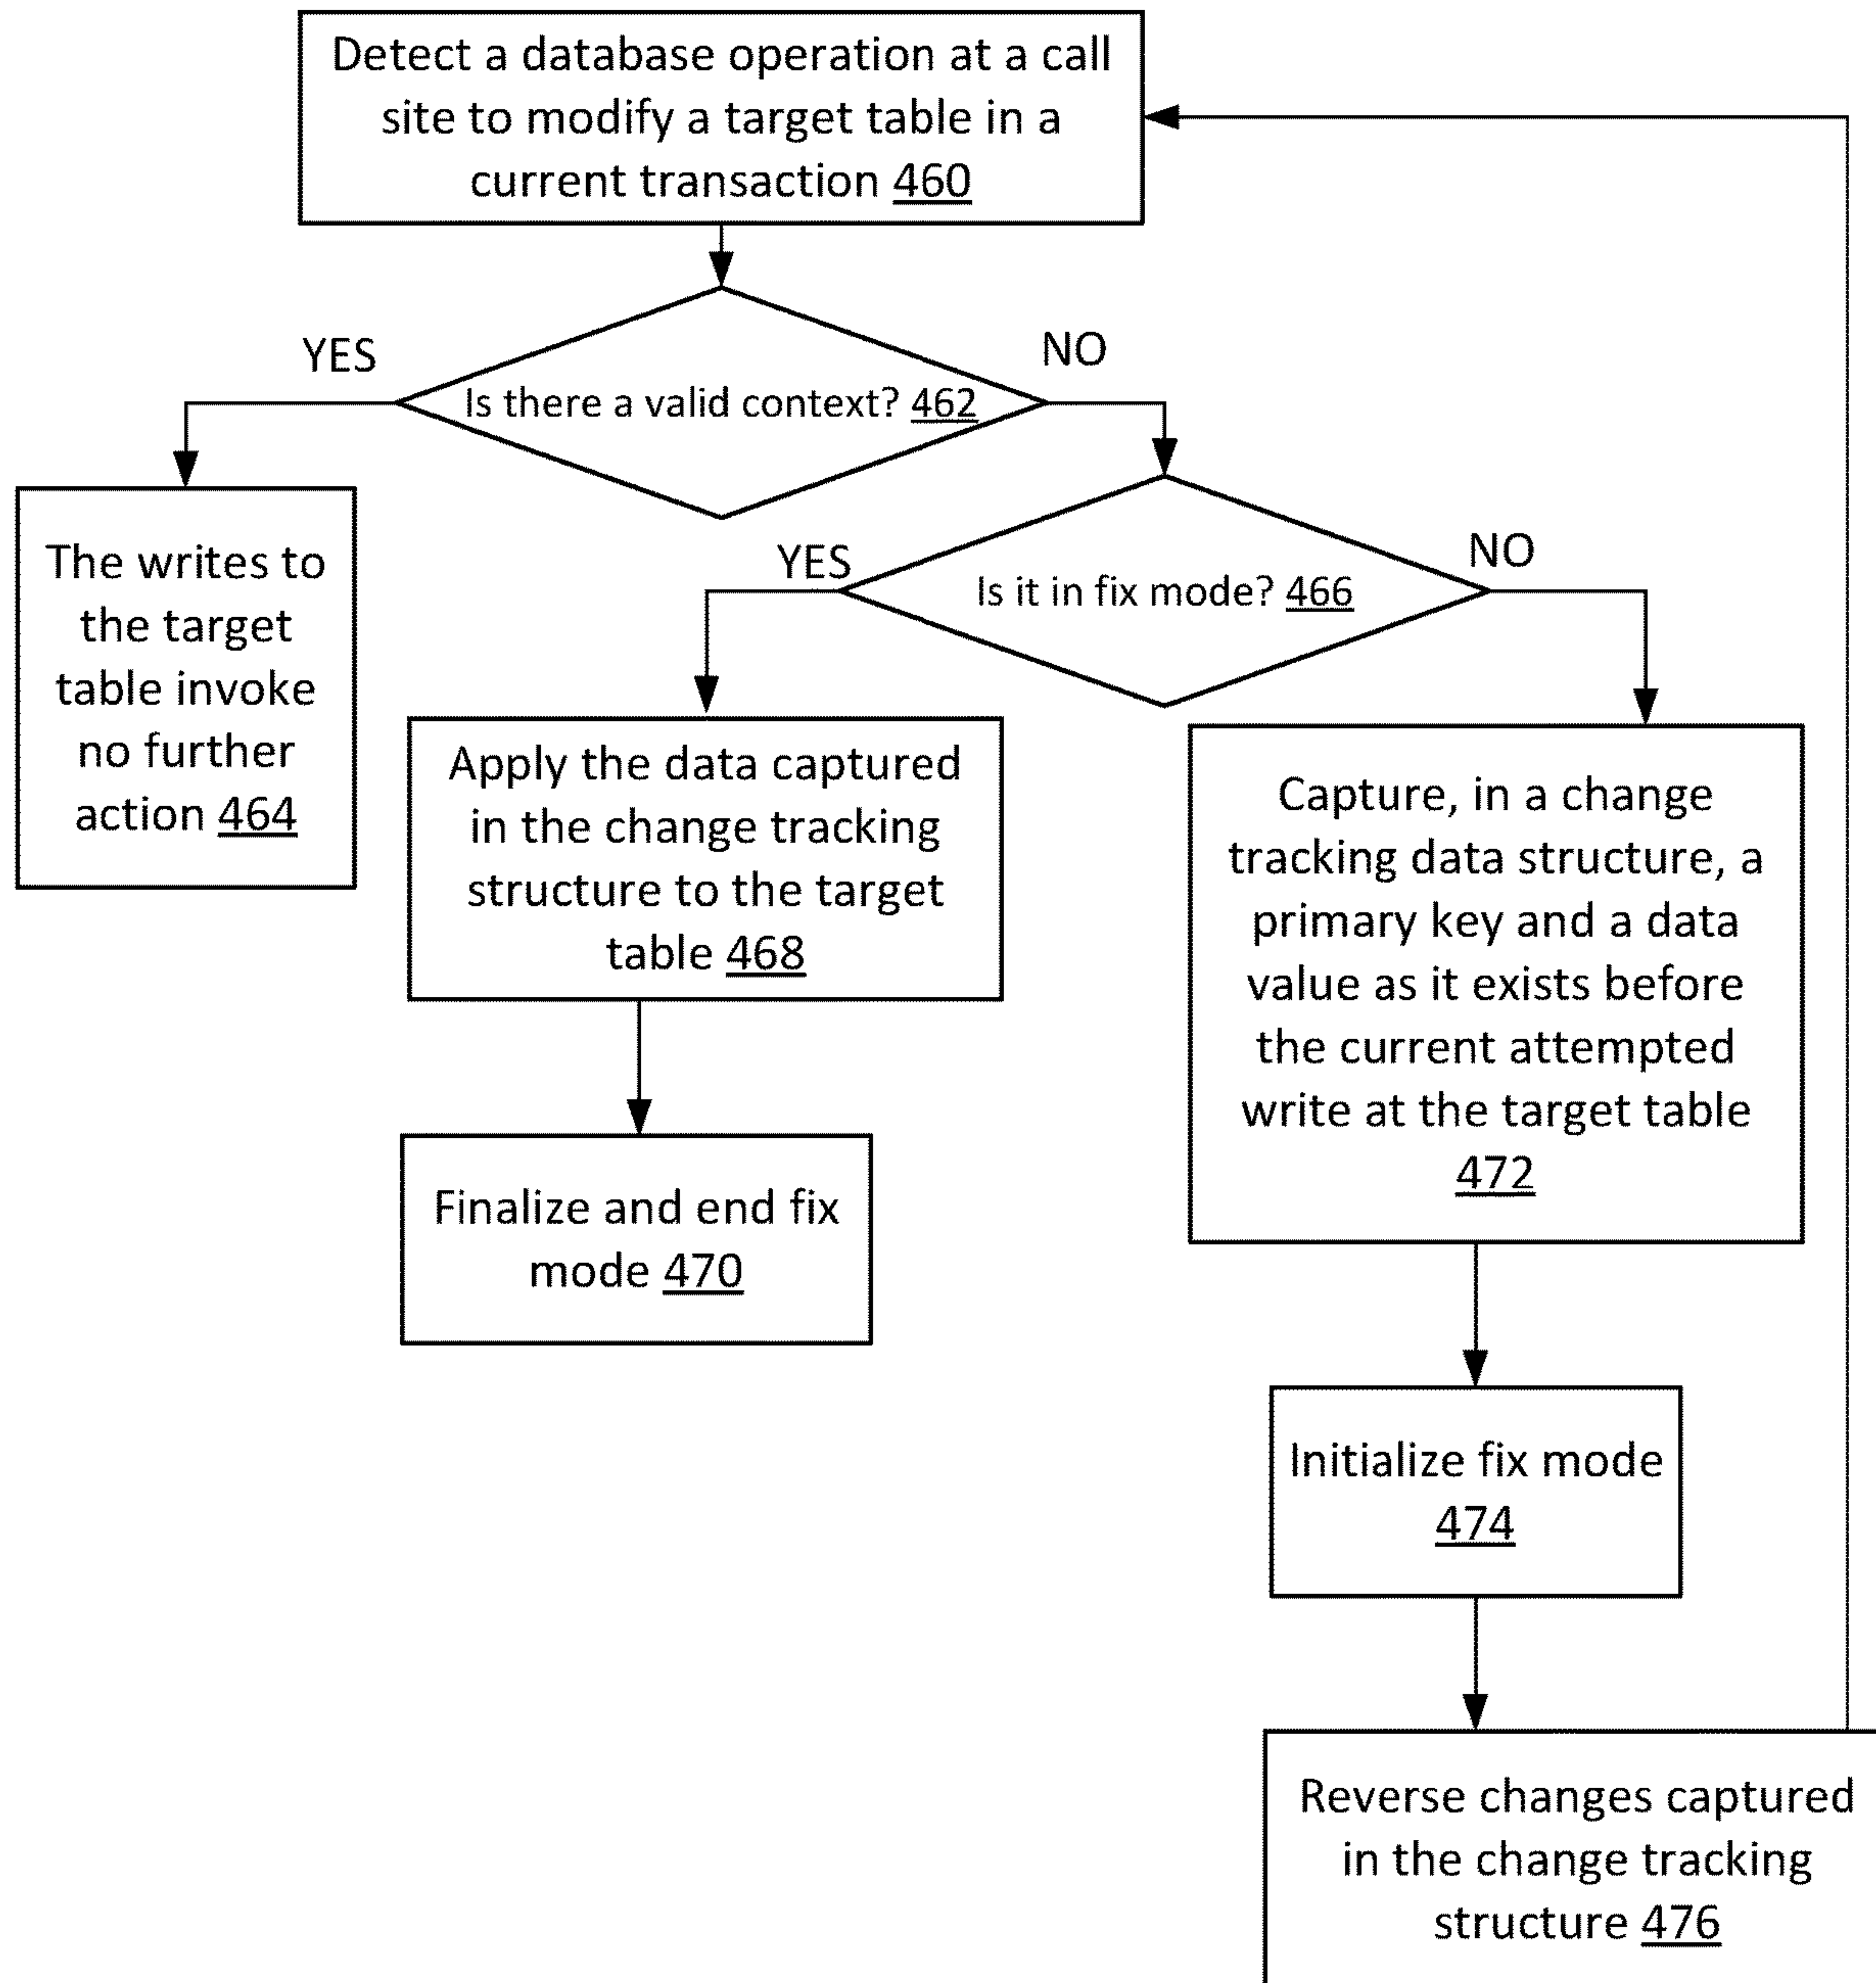 Detect a database operation at a call
site to modify a target table in a
current transaction 460
YES
NO
Is there a valid context? 462
The writes to
the target
table invoke
no further
action 464
YES
NO
Is it in fix mode? 466
Apply the data captured
in the change tracking
structure to the target
table 468
Finalize and end fix
mode 470
Capture, in a change
tracking data structure, a
primary key and a data
value as it exists before
the current attempted
write at the target table
472
Initialize fix mode
474
Reverse changes captured
in the change tracking
structure 476